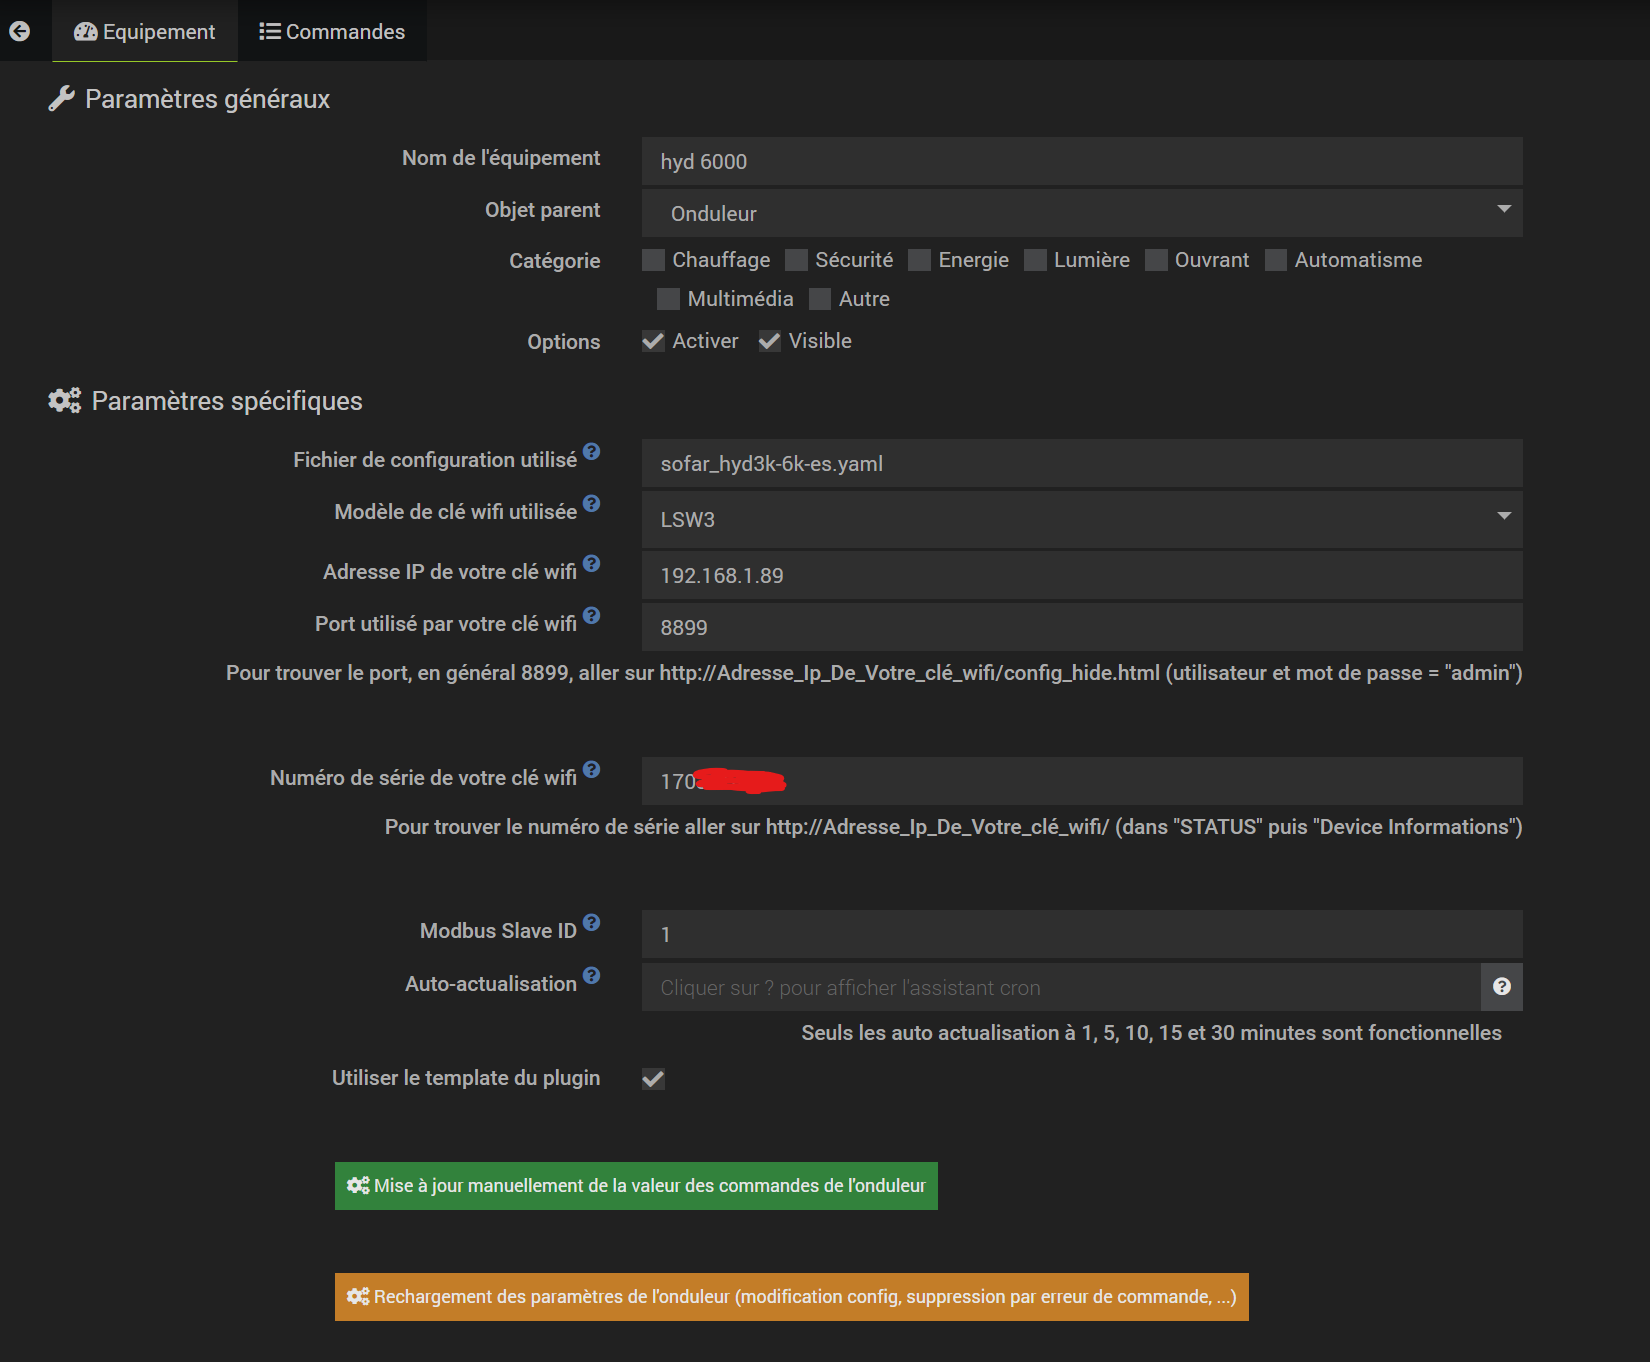 Equipement Commandes
Paramètres généraux
Nom de l'équipement hyd 6000
Objet parent Onduleur
Catégorie Chauffage Sécurité Energie Lumière Ouvrant Automatisme
Multimédia Autre
Options Activer Visible
Paramètres spécifiques
Fichier de configuration utilisé ? sofar_hyd3k-6k-es.yaml
Modèle de clé wifi utilisée ? LSW3
Adresse IP de votre clé wifi ? 192.168.1.89
Port utilisé par votre clé wifi ? 8899
Pour trouver le port, en général 8899, aller sur http://Adresse_Ip_De_Votre_clé_wifi/config_hide.html (utilisateur et mot de passe = "admin")
Numéro de série de votre clé wifi ? 170
Pour trouver le numéro de série aller sur http://Adresse_Ip_De_Votre_clé_wifi/ (dans "STATUS" puis "Device Informations")
Modbus Slave ID ? 1
Auto-actualisation ? Cliquer sur ? pour afficher l'assistant cron ?
Seuls les auto actualisation à 1, 5, 10, 15 et 30 minutes sont fonctionnelles
Utiliser le template du plugin
Mise à jour manuellement de la valeur des commandes de l'onduleur
Rechargement des paramètres de l'onduleur (modification config, suppression par erreur de commande, ...)